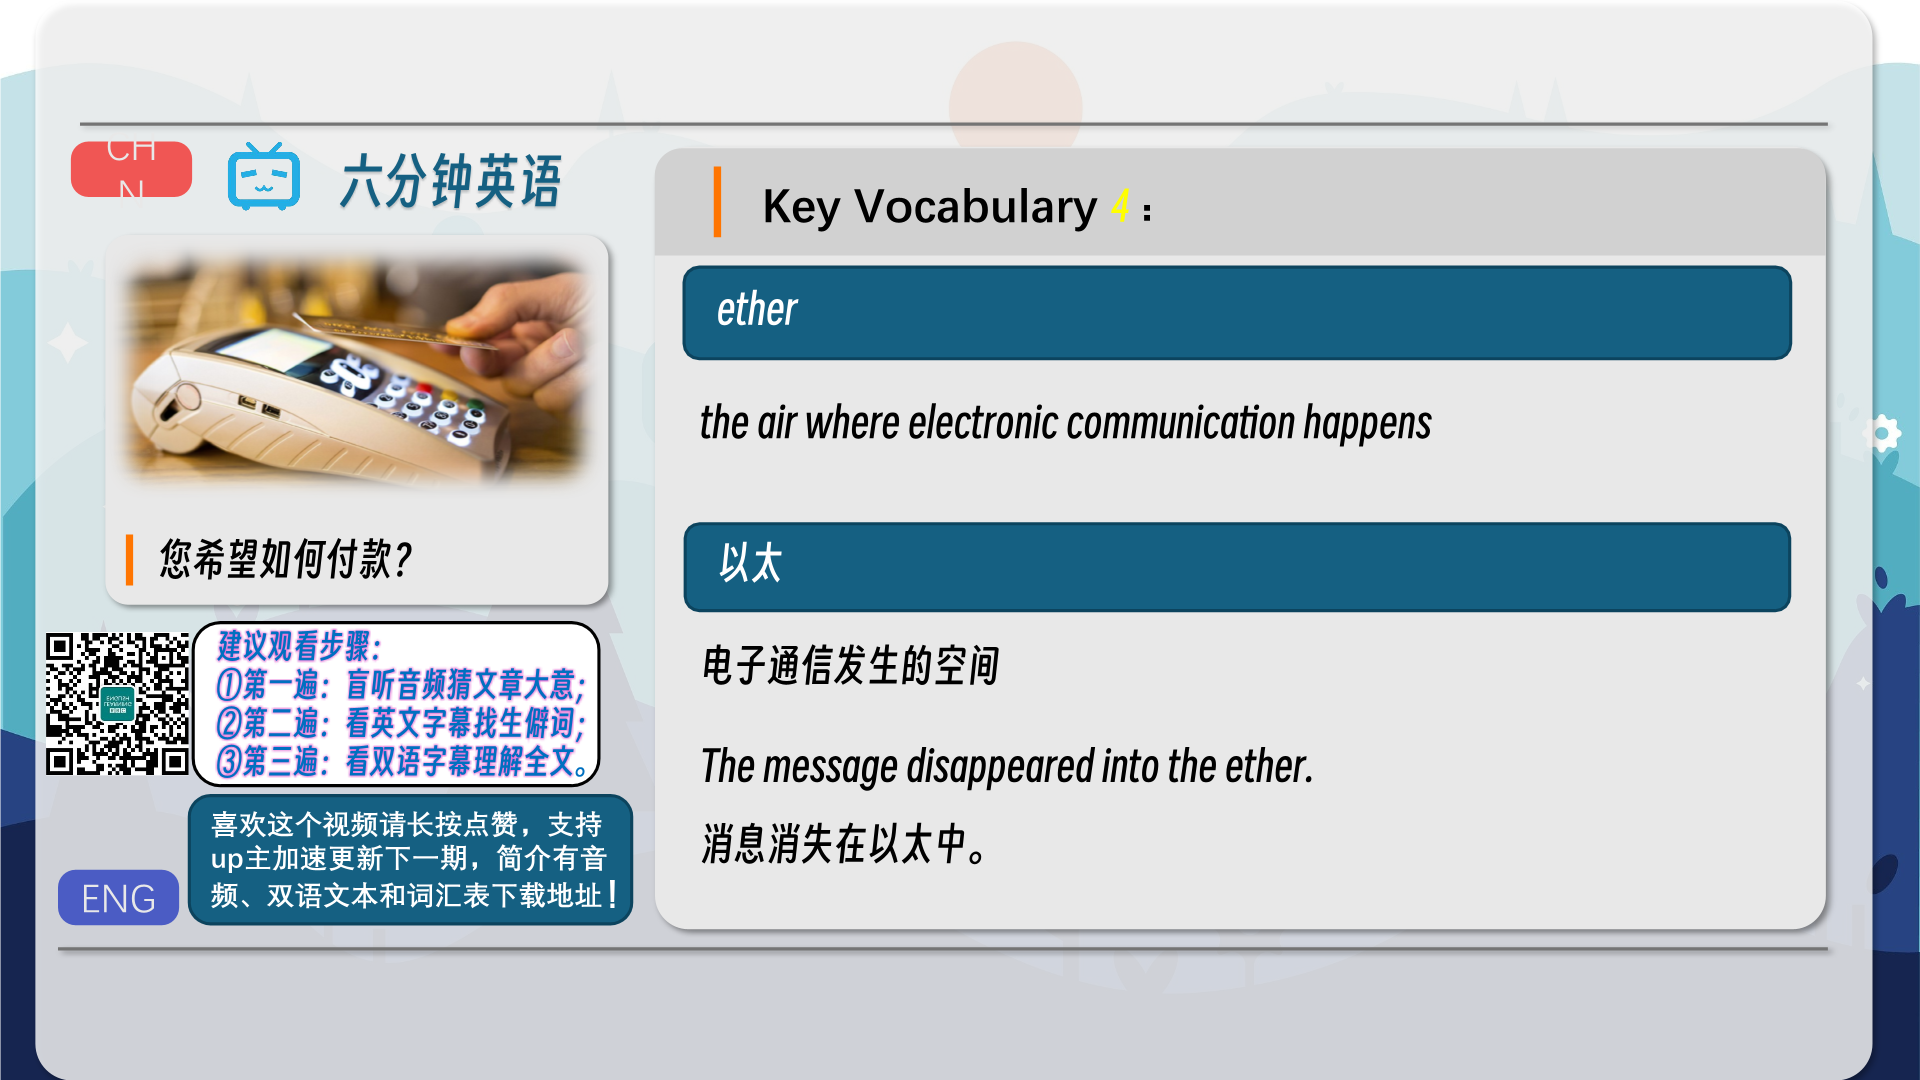 CH
N
六分钟英语
您希望如何付款?
建议观看步骤：
①第一遍：盲听音频猜文章大意；
②第二遍：看英文字幕找生僻词；
③第三遍：看双语字幕理解全文。
喜欢这个视频请长按点赞，支持
up主加速更新下一期，简介有音
频、双语文本和词汇表下载地址！
ENG
Key Vocabulary 4：
ether
the air where electronic communication happens
以太
电子通信发生的空间
The message disappeared into the ether.
消息消失在以太中。